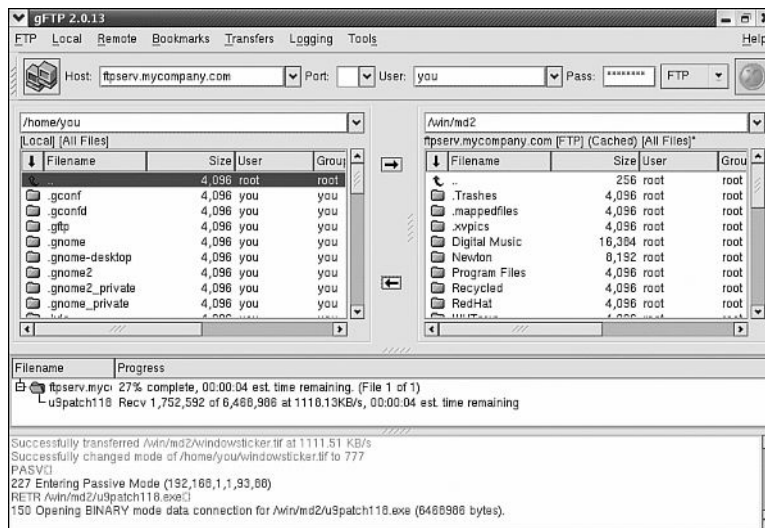 gFTP 2.0.13
FTP Local Remote Bookmarks Transfers Logging Tools Help
Host: ftpserv.mycompany.com Port: User: you Pass: ******** FTP
/home/you
[Local] [All Files]
Filename Size User Group
.. 4,096 root root
.gconf 4,096 you you
.gconfd 4,096 you you
.gftp 4,096 you you
.gnome 4,096 you you
.gnome-desktop 4,096 you you
.gnome2 4,096 you you
.gnome2_private 4,096 you you
.gnome_private 4,096 you you
/win/md2
ftpserv.mycompany.com [FTP] (Cached) [All Files]*
Filename Size User Grou
.. 256 root root
.Trashes 4,096 root root
.mappedfiles 4,096 root root
.xvpics 4,096 root root
Digital Music 16,384 root root
Newton 8,192 root root
Program Files 4,096 root root
Recycled 4,096 root root
RedHat 4,096 root root
Filename Progress
ftpserv.myc 27% complete, 00:00:04 est. time remaining. (File 1 of 1)
u9patch118 Recv 1,752,592 of 6,468,986 at 1118.13KB/s, 00:00:04 est. time remaining
Successfully transferred /win/md2/windowsticker.tif at 1111.51 KB/s
Successfully changed mode of /home/you/windowsticker.tif to 777
PASV
227 Entering Passive Mode (192,168,1,1,93,88)
RETR /win/md2/u9patch118.exe
150 Opening BINARY mode data connection for /win/md2/u9patch118.exe (6468986 bytes).